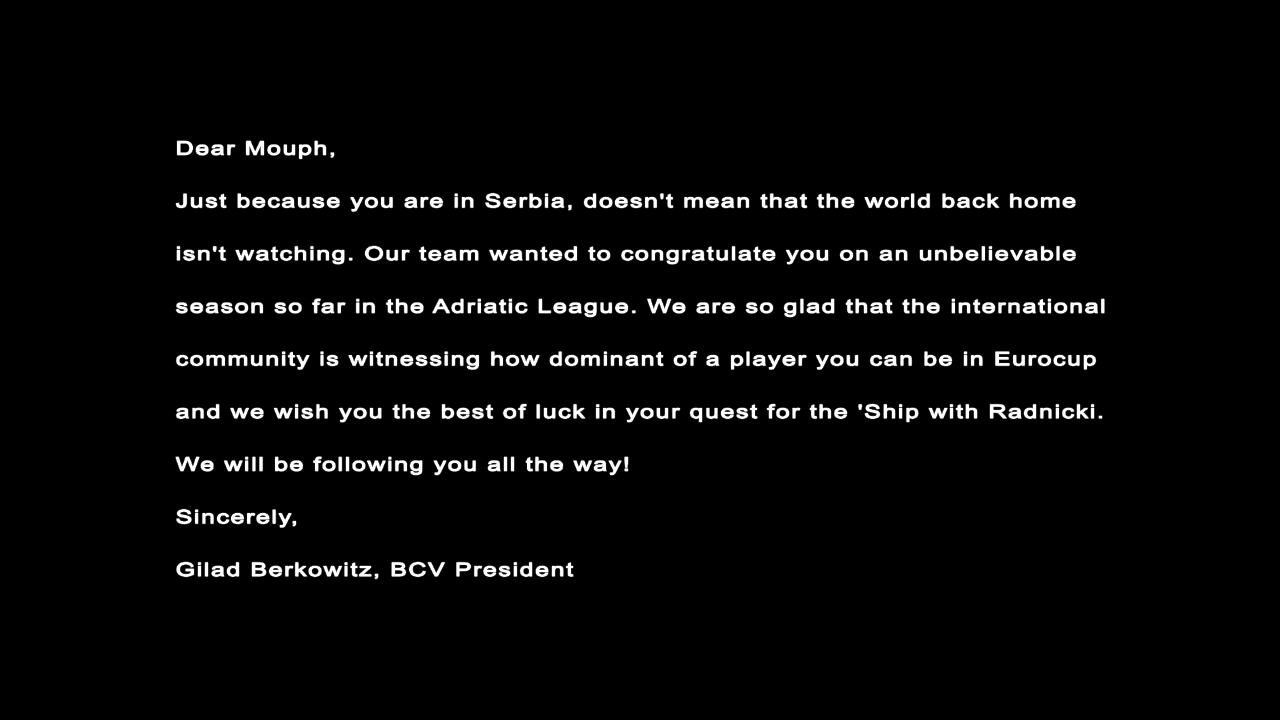 Dear Mouph,
Just because you are in Serbia, doesn't mean that the world back home
isn't watching. Our team wanted to congratulate you on an unbelievable
season so far in the Adriatic League. We are so glad that the international
community is witnessing how dominant of a player you can be in Eurocup
and we wish you the best of luck in your quest for the 'Ship with Radnicki.
We will be following you all the way!
Sincerely,
Gilad Berkowitz, BCV President